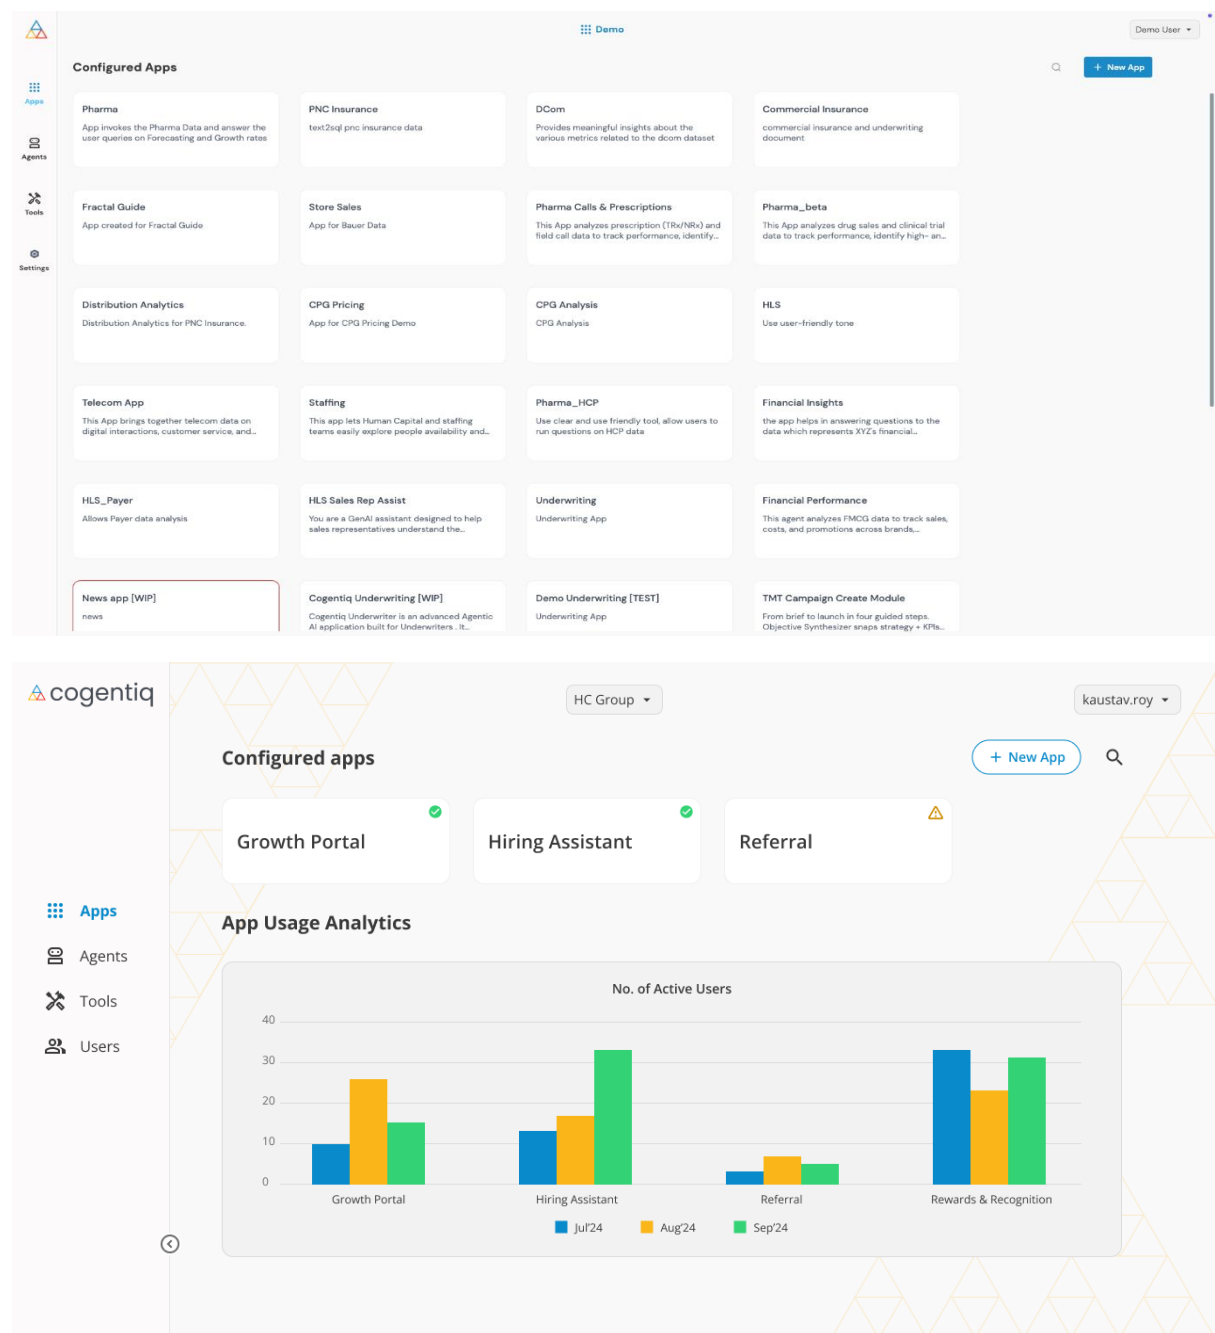 Demo
Demo User
Configured Apps
+ New App
Apps
Agents
Tools
Settings
Pharma
App invokes the Pharma Data and answer the
user queries on Forecasting and Growth rates
PNC Insurance
text2sql pnc insurance data
DCom
Provides meaningful insights about the
various metrics related to the dcom dataset
Commercial Insurance
commercial insurance and underwriting
document
Fractal Guide
App created for Fractal Guide
Store Sales
App for Bauer Data
Pharma Calls & Prescriptions
This App analyzes prescription (TRx/NRx) and
field call data to track performance, identify...
Pharma_beta
This App analyzes drug sales and clinical trial
data to track performance, identify high- an...
Distribution Analytics
Distribution Analytics for PNC Insurance.
CPG Pricing
App for CPG Pricing Demo
CPG Analysis
CPG Analysis
HLS
Use user-friendly tone
Telecom App
This App brings together telecom data on
digital interactions, customer service, and...
Staffing
This app lets Human Capital and staffing
teams easily explore people availability and...
Pharma_HCP
Use clear and use friendly tool, allow users to
run questions on HCP data
Financial Insights
the app helps in answering questions to the
data which represents XYZ's financial...
HLS_Payer
Allows Payer data analysis
HLS Sales Rep Assist
You are a GenAI assistant designed to help
sales representatives understand the...
Underwriting
Underwriting App
Financial Performance
This agent analyzes FMCG data to track sales,
costs, and promotions across brands,...
News app [WIP]
news
Cogentiq Underwriting [WIP]
Cogentiq Underwriter is an advanced Agentic
AI application built for Underwriters . It...
Demo Underwriting [TEST]
Underwriting App
TMT Campaign Create Module
From brief to launch in four guided steps.
Objective Synthesizer snaps strategy + KPIs...
cogentiq
HC Group
kaustav.roy
Configured apps
+ New App
Growth Portal
Hiring Assistant
Referral
Apps
Agents
Tools
Users
App Usage Analytics
No. of Active Users
40
30
20
10
0
Growth Portal
Hiring Assistant
Referral
Rewards & Recognition
Jul'24
Aug'24
Sep'24